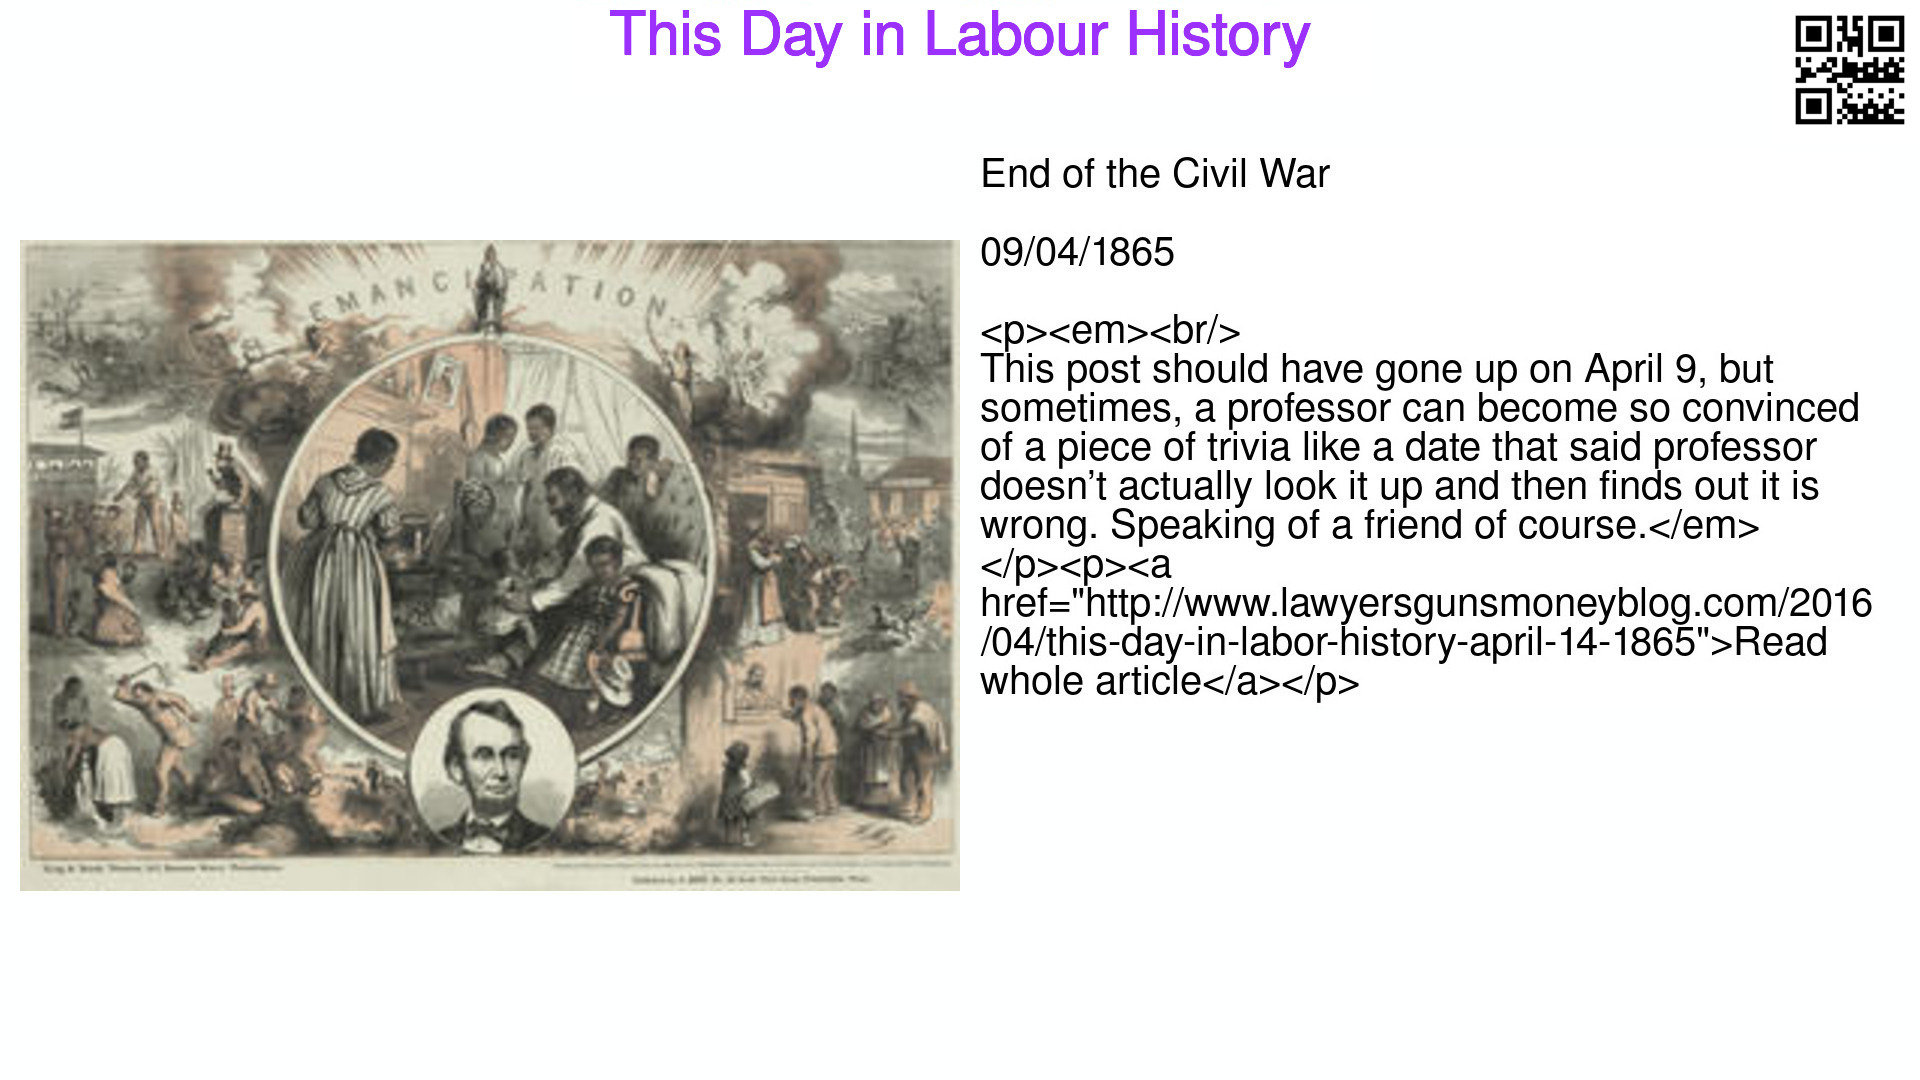 This Day in Labour History
End of the Civil War
09/04/1865
<p><em><br/>
This post should have gone up on April 9, but
sometimes, a professor can become so convinced
of a piece of trivia like a date that said professor
doesn’t actually look it up and then finds out it is
wrong. Speaking of a friend of course.</em>
</p><p><a
href="http://www.lawyersgunsmoneyblog.com/2016
/04/this-day-in-labor-history-april-14-1865">Read
whole article</a></p>
EMANCIPATION